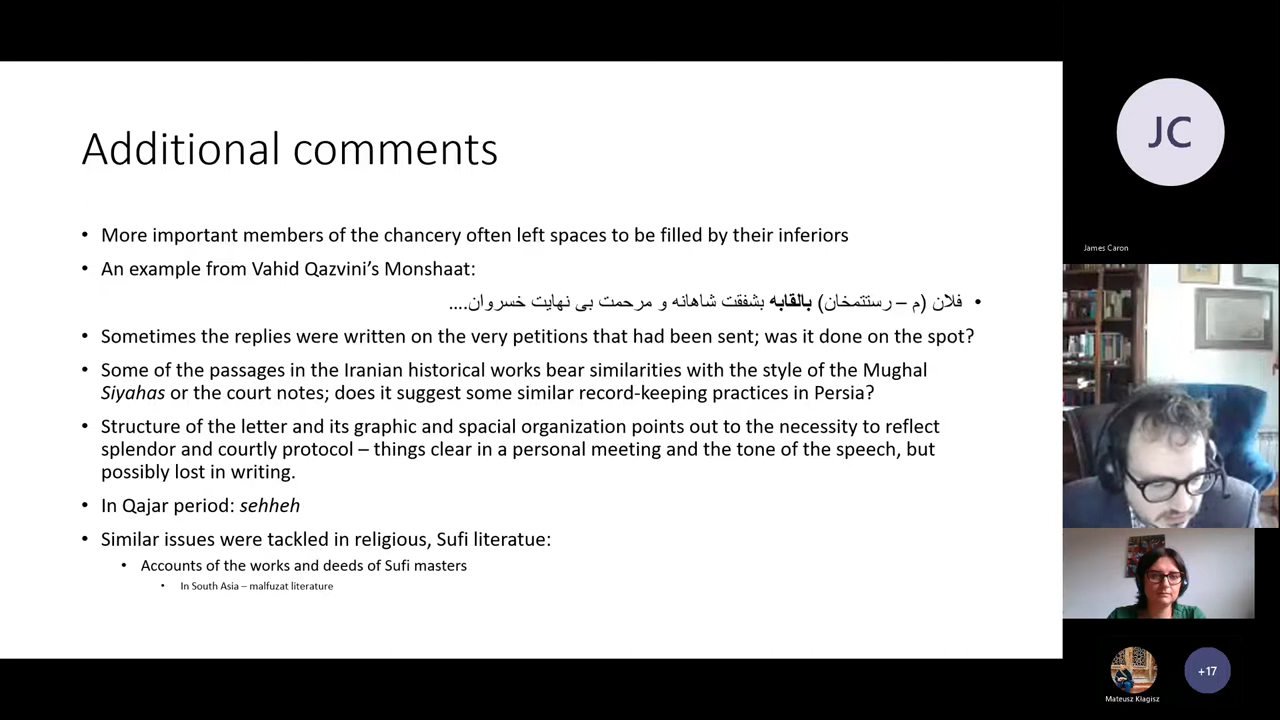 Additional comments
• More important members of the chancery often left spaces to be filled by their inferiors
• An example from Vahid Qazvini’s Monshaat:
• فلان (م – رستتمخان) بالقابه بشفقت شاهانه و مرحمت بی نهایت خسروان....
• Sometimes the replies were written on the very petitions that had been sent; was it done on the spot?
• Some of the passages in the Iranian historical works bear similarities with the style of the Mughal
Siyahas or the court notes; does it suggest some similar record-keeping practices in Persia?
• Structure of the letter and its graphic and spacial organization points out to the necessity to reflect
splendor and courtly protocol – things clear in a personal meeting and the tone of the speech, but
possibly lost in writing.
• In Qajar period: sehheh
• Similar issues were tackled in religious, Sufi literatue:
• Accounts of the works and deeds of Sufi masters
• In South Asia – malfuzat literature
JC
James Caron
Mateusz Kłagisz
+17